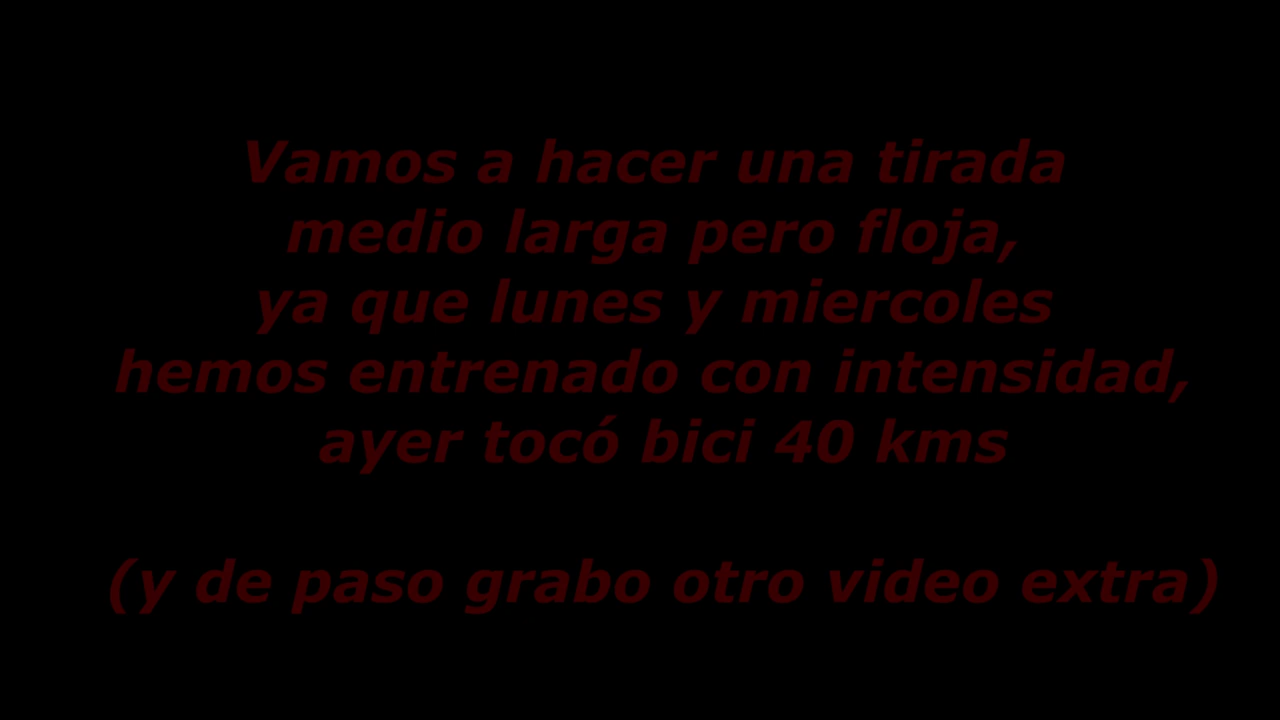 Vamos a hacer una tirada
medio larga pero floja,
ya que lunes y miercoles
hemos entrenado con intensidad,
ayer tocó bici 40 kms
(y de paso grabo otro video extra)